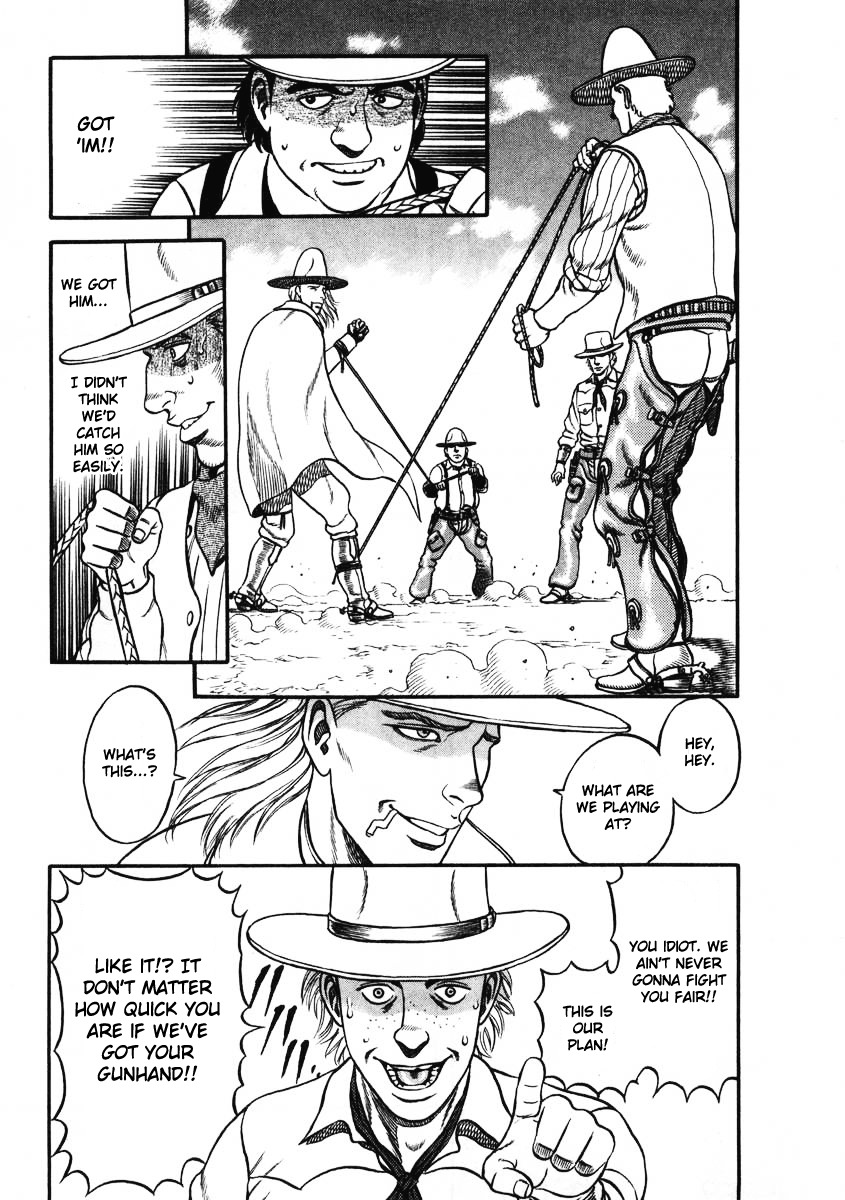 GOT
'IM!!
WE GOT
HIM...
I DIDN'T
THINK
WE'D
CATCH
HIM SO
EASILY.
HEY,
HEY.
WHAT ARE
WE PLAYING
AT?
WHAT'S
THIS...?
YOU IDIOT. WE
AIN'T NEVER
GONNA FIGHT
YOU FAIR!!
THIS IS
OUR
PLAN!
LIKE IT!? IT
DON'T MATTER
HOW QUICK YOU
ARE IF WE'VE
GOT YOUR
GUNHAND!!